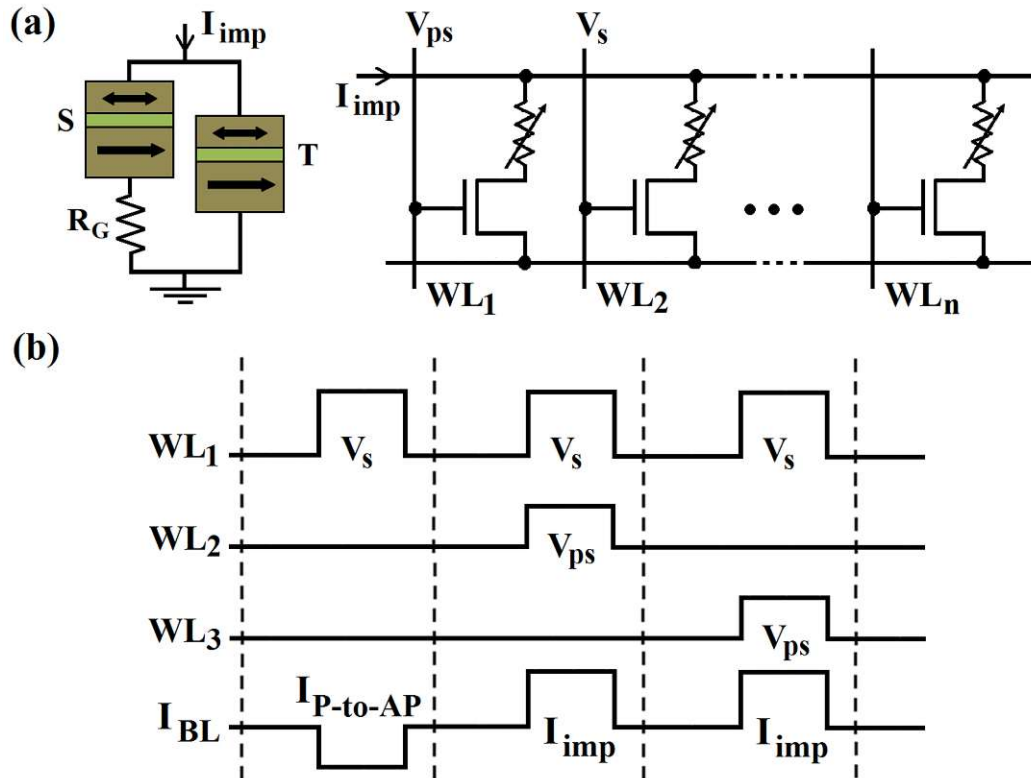 (a)
I_imp
S
T
R_G
V_ps
V_s
I_imp
WL_1
WL_2
WL_n
(b)
WL_1
V_s
V_s
V_s
WL_2
V_ps
WL_3
V_ps
I_BL
I_P-to-AP
I_imp
I_imp